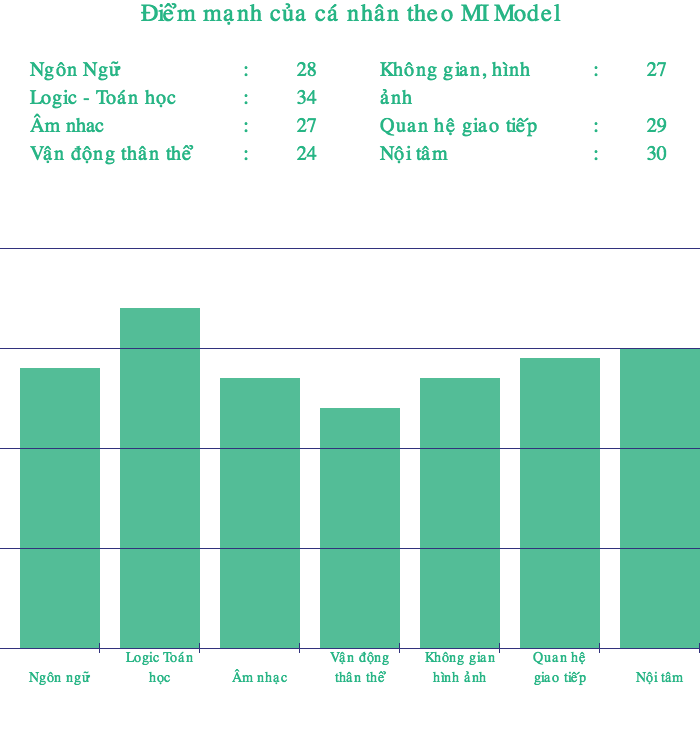 Điểm mạnh của cá nhân theo MI Model
Ngôn Ngữ : 28
Logic - Toán học : 34
Âm nhac : 27
Vận động thân thể : 24
Không gian, hình : 27
ảnh
Quan hệ giao tiếp : 29
Nội tâm : 30
Ngôn ngữ
Logic Toán
học
Âm nhạc
Vận động
thân thể
Không gian
hình ảnh
Quan hệ
giao tiếp
Nội tâm